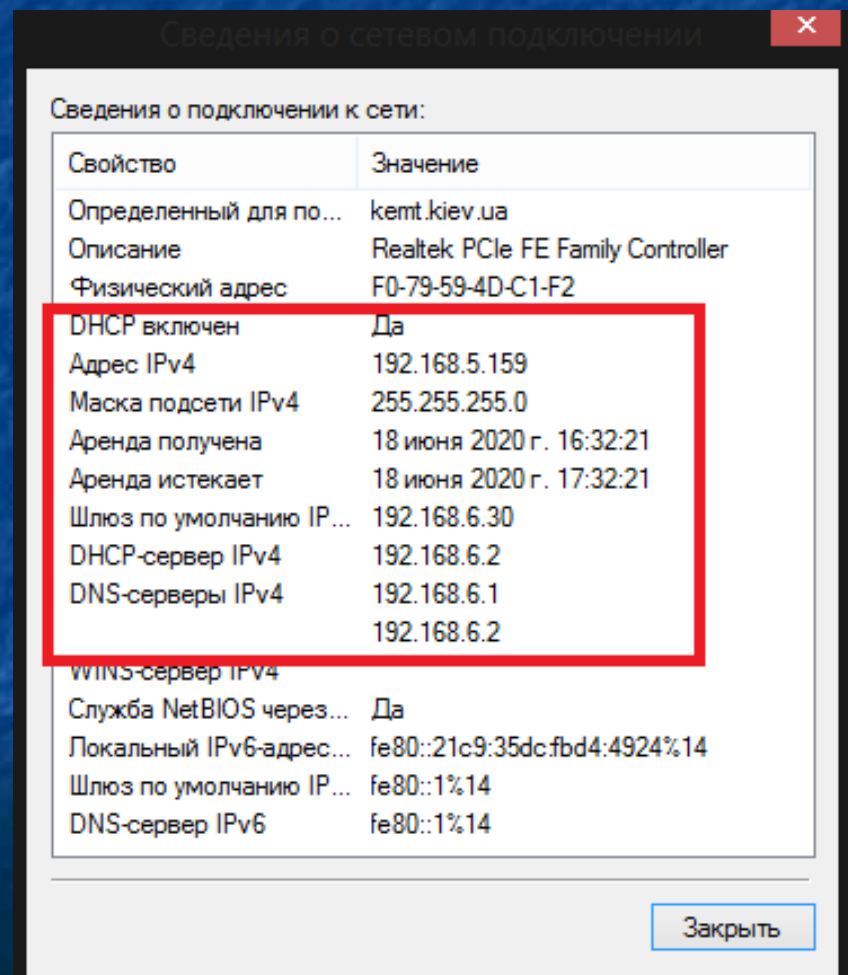 Сведения о сетевом подключении
Сведения о подключении к сети:
Свойство Значение
Определенный для по... kemt.kiev.ua
Описание Realtek PCIe FE Family Controller
Физический адрес F0-79-59-4D-C1-F2
DHCP включен Да
Адрес IPv4 192.168.5.159
Маска подсети IPv4 255.255.255.0
Аренда получена 18 июня 2020 г. 16:32:21
Аренда истекает 18 июня 2020 г. 17:32:21
Шлюз по умолчанию IP... 192.168.6.30
DHCP-сервер IPv4 192.168.6.2
DNS-серверы IPv4 192.168.6.1
192.168.6.2
WINS-сервер IPv4
Служба NetBIOS через... Да
Локальный IPv6-адрес... fe80::21c9:35dc:fbd4:4924%14
Шлюз по умолчанию IP... fe80::1%14
DNS-сервер IPv6 fe80::1%14
Закрыть